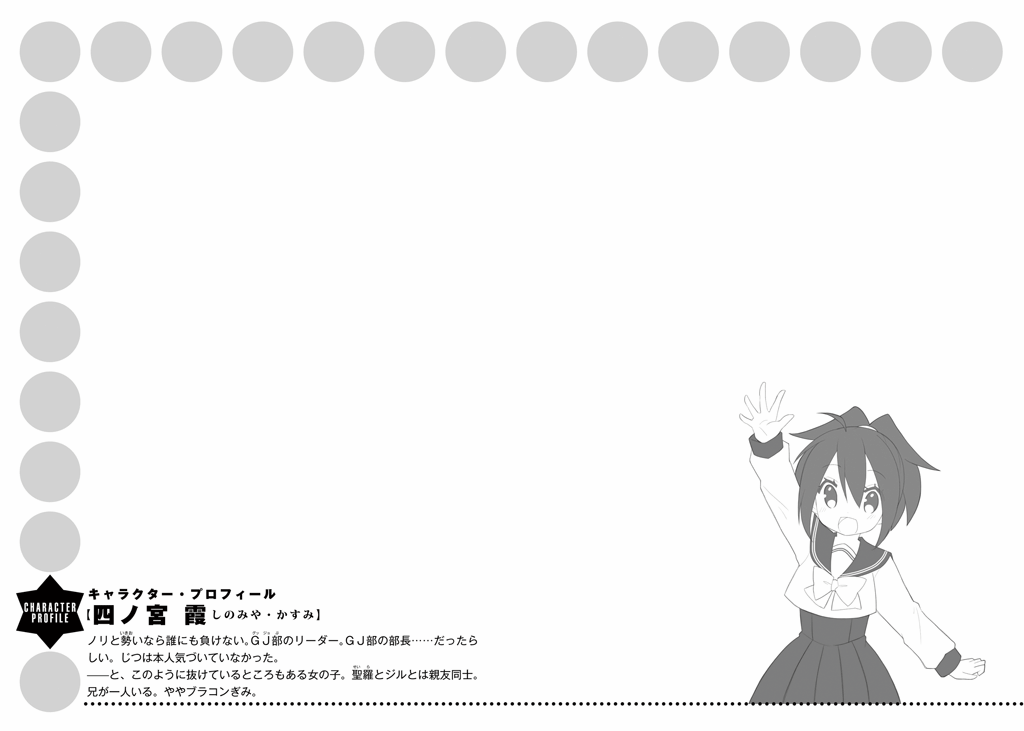 CHARACTER
PROFILE
キャラクター・プロフィール
【四ノ宮 霞 しのみや・かすみ】
ノリと勢いなら誰にも負けない。ＧＪ部のリーダー。ＧＪ部の部長……だったら
しい。じつは本人気づいていなかった。
――と、このように抜けているところもある女の子。聖羅とジルとは親友同士。
兄が一人いる。ややブラコンぎみ。